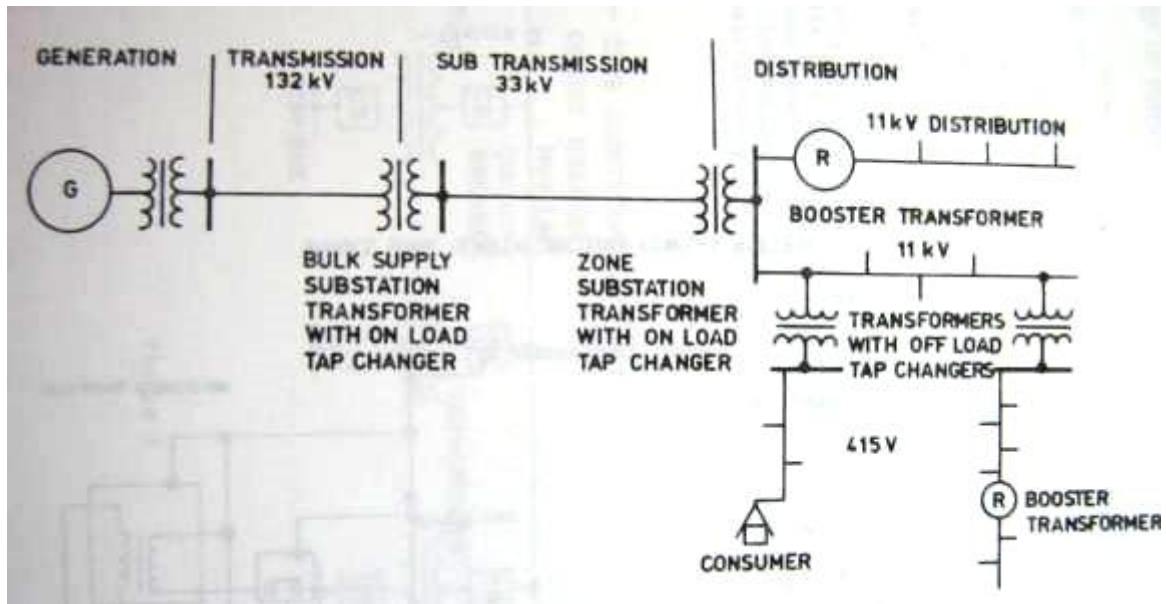 GENERATION
TRANSMISSION
132 kV
SUB TRANSMISSION
33kV
DISTRIBUTION
11kV DISTRIBUTION
R
G
BOOSTER TRANSFORMER
11 kV
BULK SUPPLY
SUBSTATION
TRANSFORMER
WITH ON LOAD
TAP CHANGER
ZONE
SUBSTATION
TRANSFORMER
WITH ON LOAD
TAP CHANGER
TRANSFORMERS
WITH OFF LOAD
TAP CHANGERS
415 V
R
BOOSTER
TRANSFORMER
CONSUMER